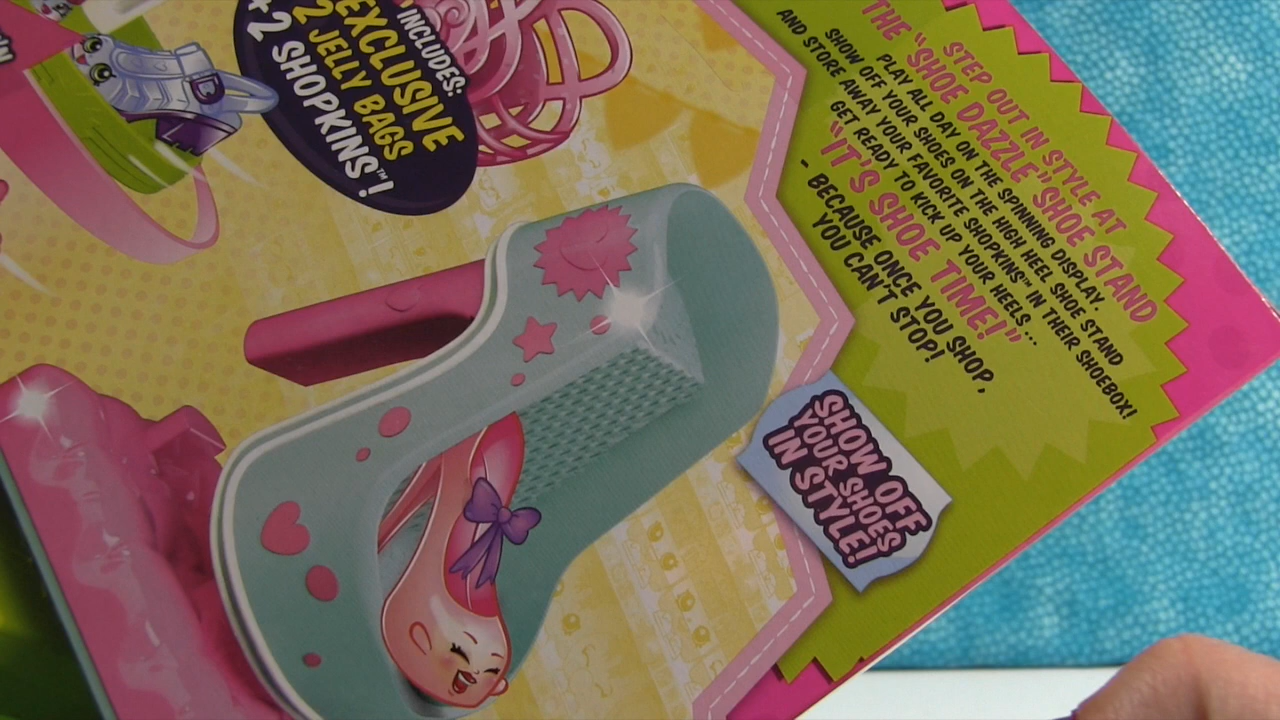 INCLUDES:
EXCLUSIVE
2 JELLY BAGS
+2 SHOPKINS™!
STEP OUT IN STYLE AT
THE "SHOE DAZZLE" SHOE STAND
PLAY ALL DAY ON THE SPINNING DISPLAY.
SHOW OFF YOUR SHOES ON THE HIGH HEEL SHOE STAND
AND STORE AWAY YOUR FAVORITE SHOPKINS™ IN THEIR SHOEBOX!
GET READY TO KICK UP YOUR HEELS...
"IT'S SHOE TIME!"
- BECAUSE ONCE YOU SHOP,
YOU CAN'T STOP!
SHOW OFF
YOUR SHOES
IN STYLE!